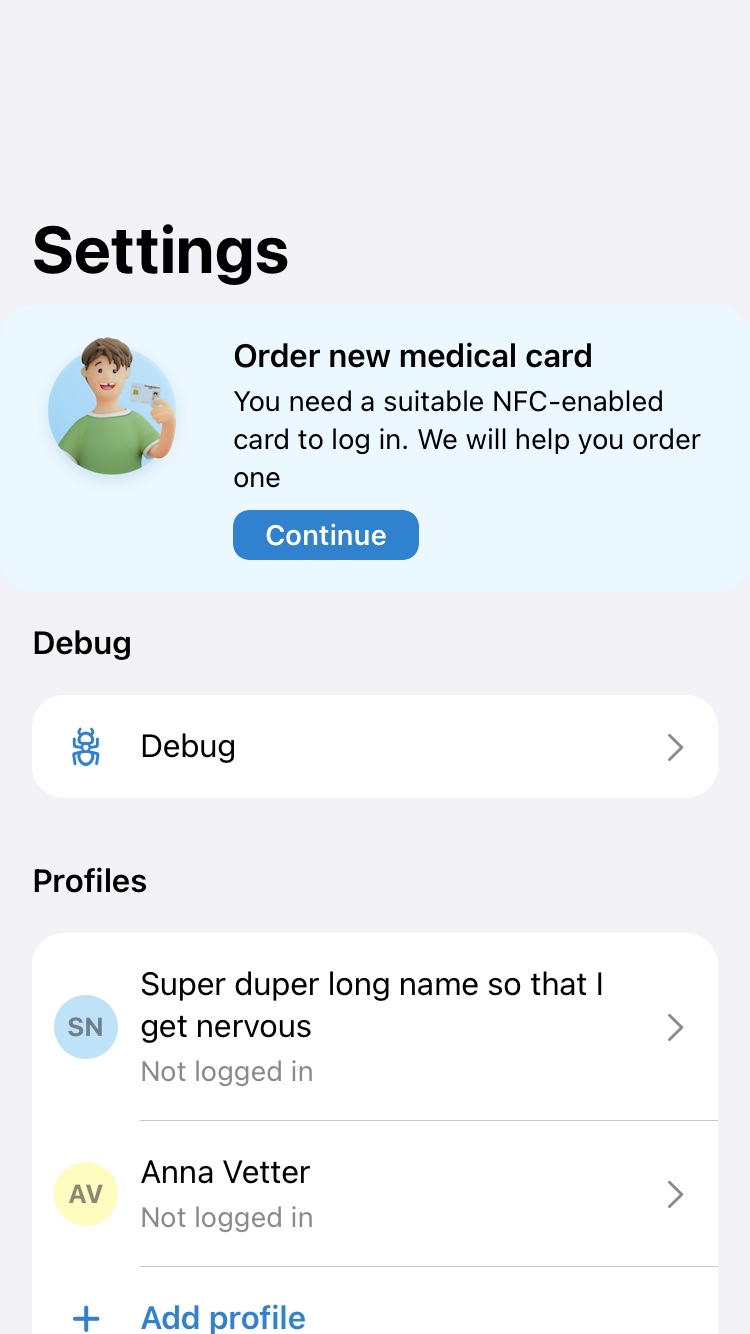 Settings
Order new medical card
You need a suitable NFC-enabled
card to log in. We will help you order
one
Continue
Debug
Debug
Profiles
SN
Super duper long name so that I
get nervous
Not logged in
AV
Anna Vetter
Not logged in
Add profile